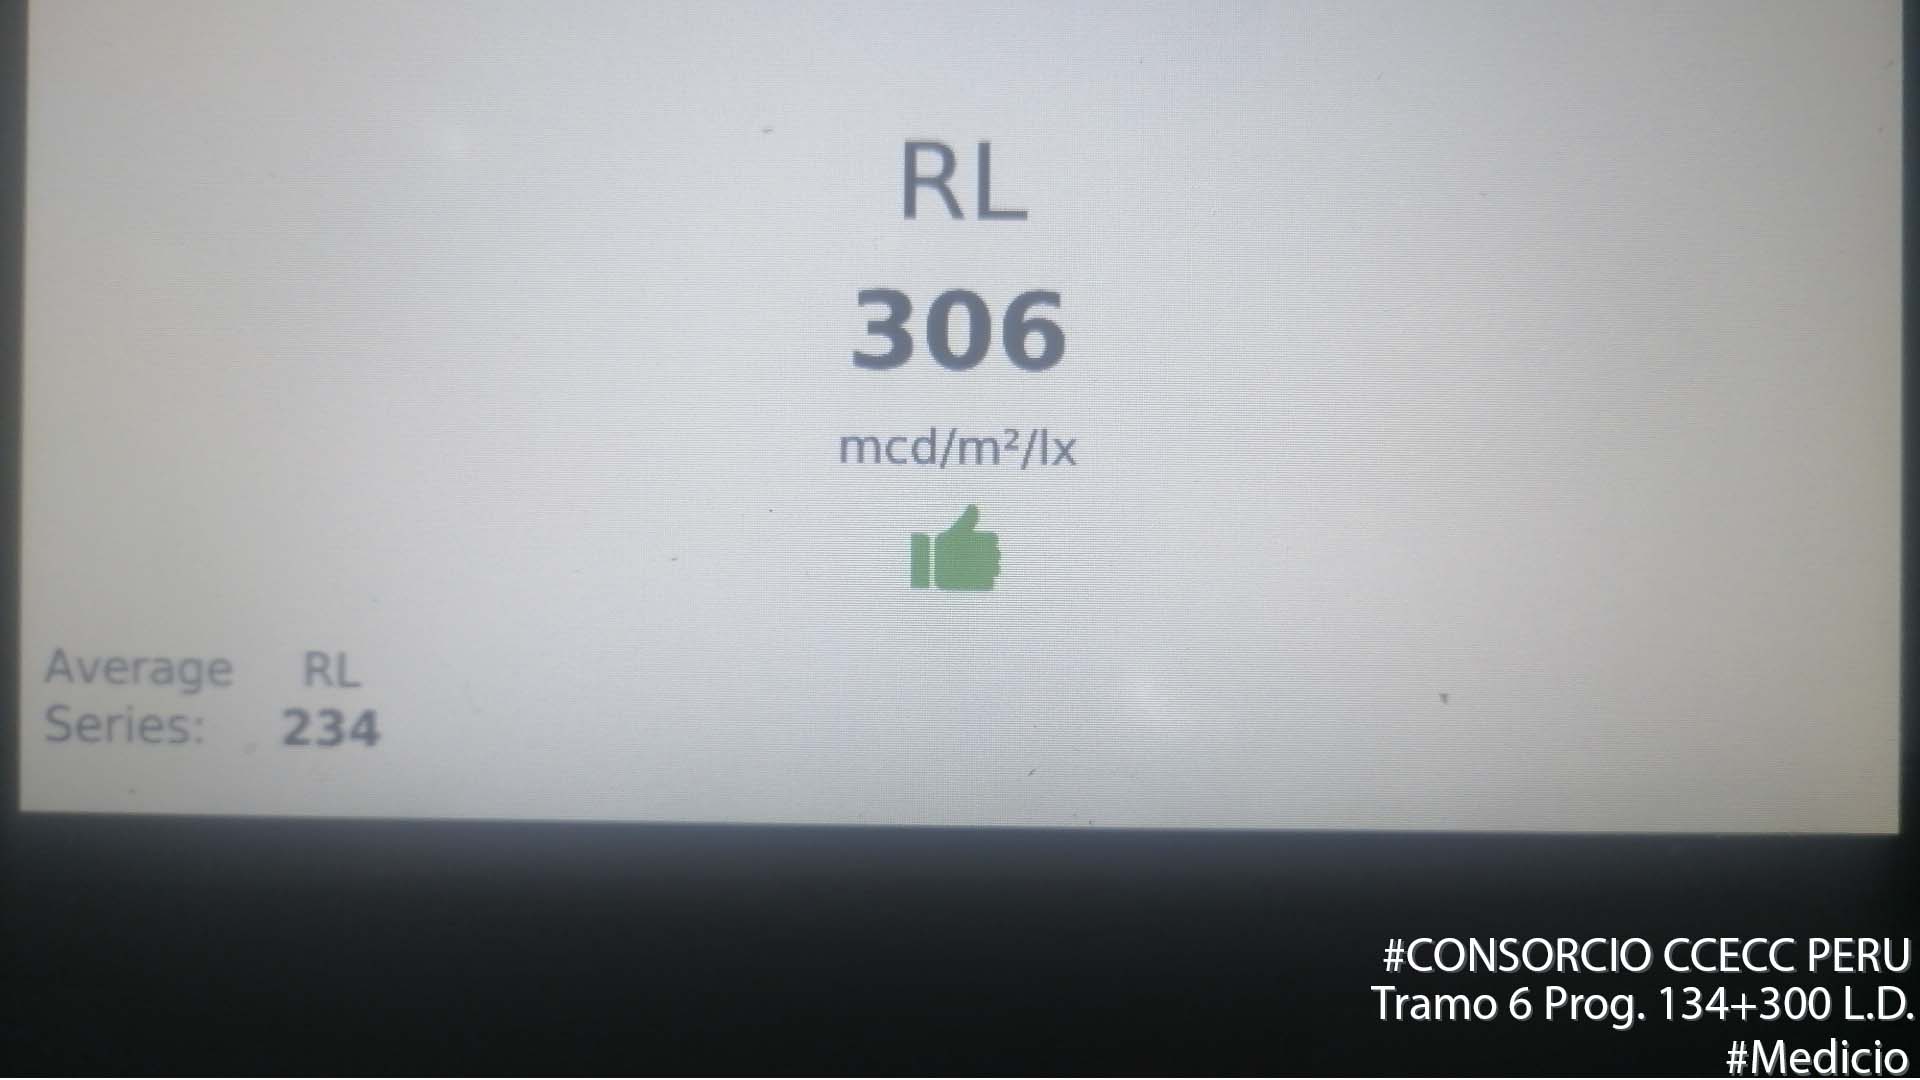 RL
306
mcd/m²/lx
Average RL
Series: 234
#CONSORCIO CCECC PERU
Tramo 6 Prog. 134+300 L.D.
#Medicio